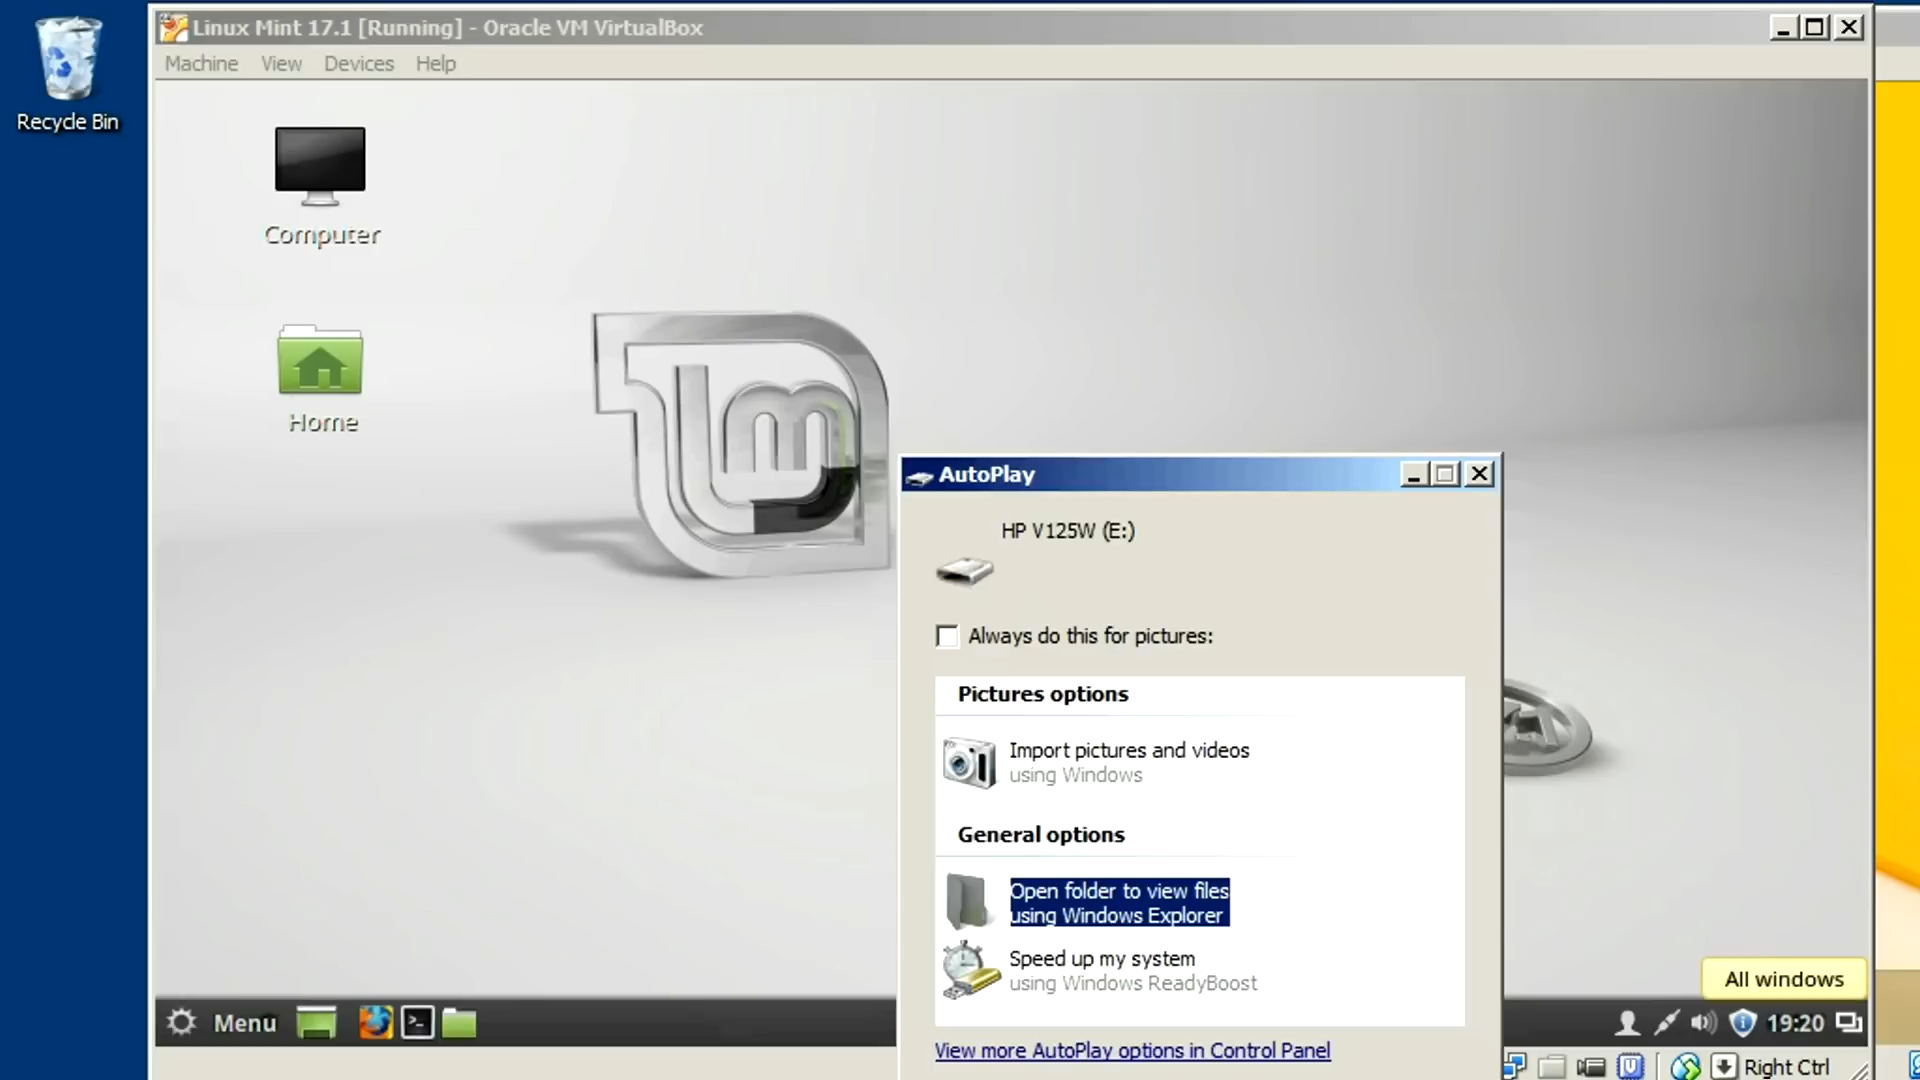 Linux Mint 17.1 [Running] - Oracle VM VirtualBox
Machine View Devices Help
Recycle Bin
Computer
Home
lm
AutoPlay
HP V125W (E:)
Always do this for pictures:
Pictures options
Import pictures and videos
using Windows
General options
Open folder to view files
using Windows Explorer
Speed up my system
using Windows ReadyBoost
View more AutoPlay options in Control Panel
All windows
Menu
19:20
Right Ctrl